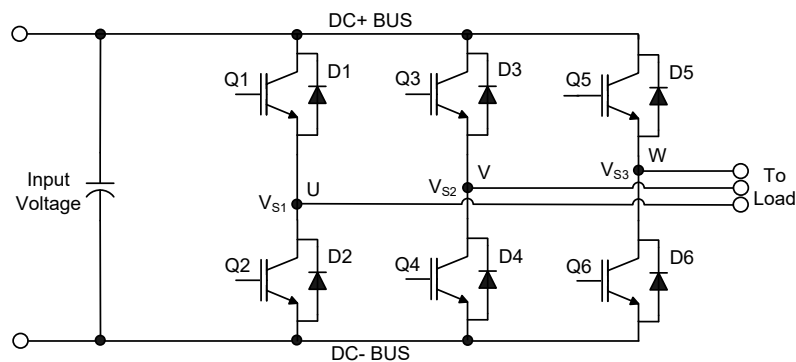 DC+ BUS
Q1
D1
Q3
D3
Q5
D5
Input
Voltage
VS1
U
VS2
V
VS3
W
To
Load
Q2
D2
Q4
D4
Q6
D6
DC- BUS